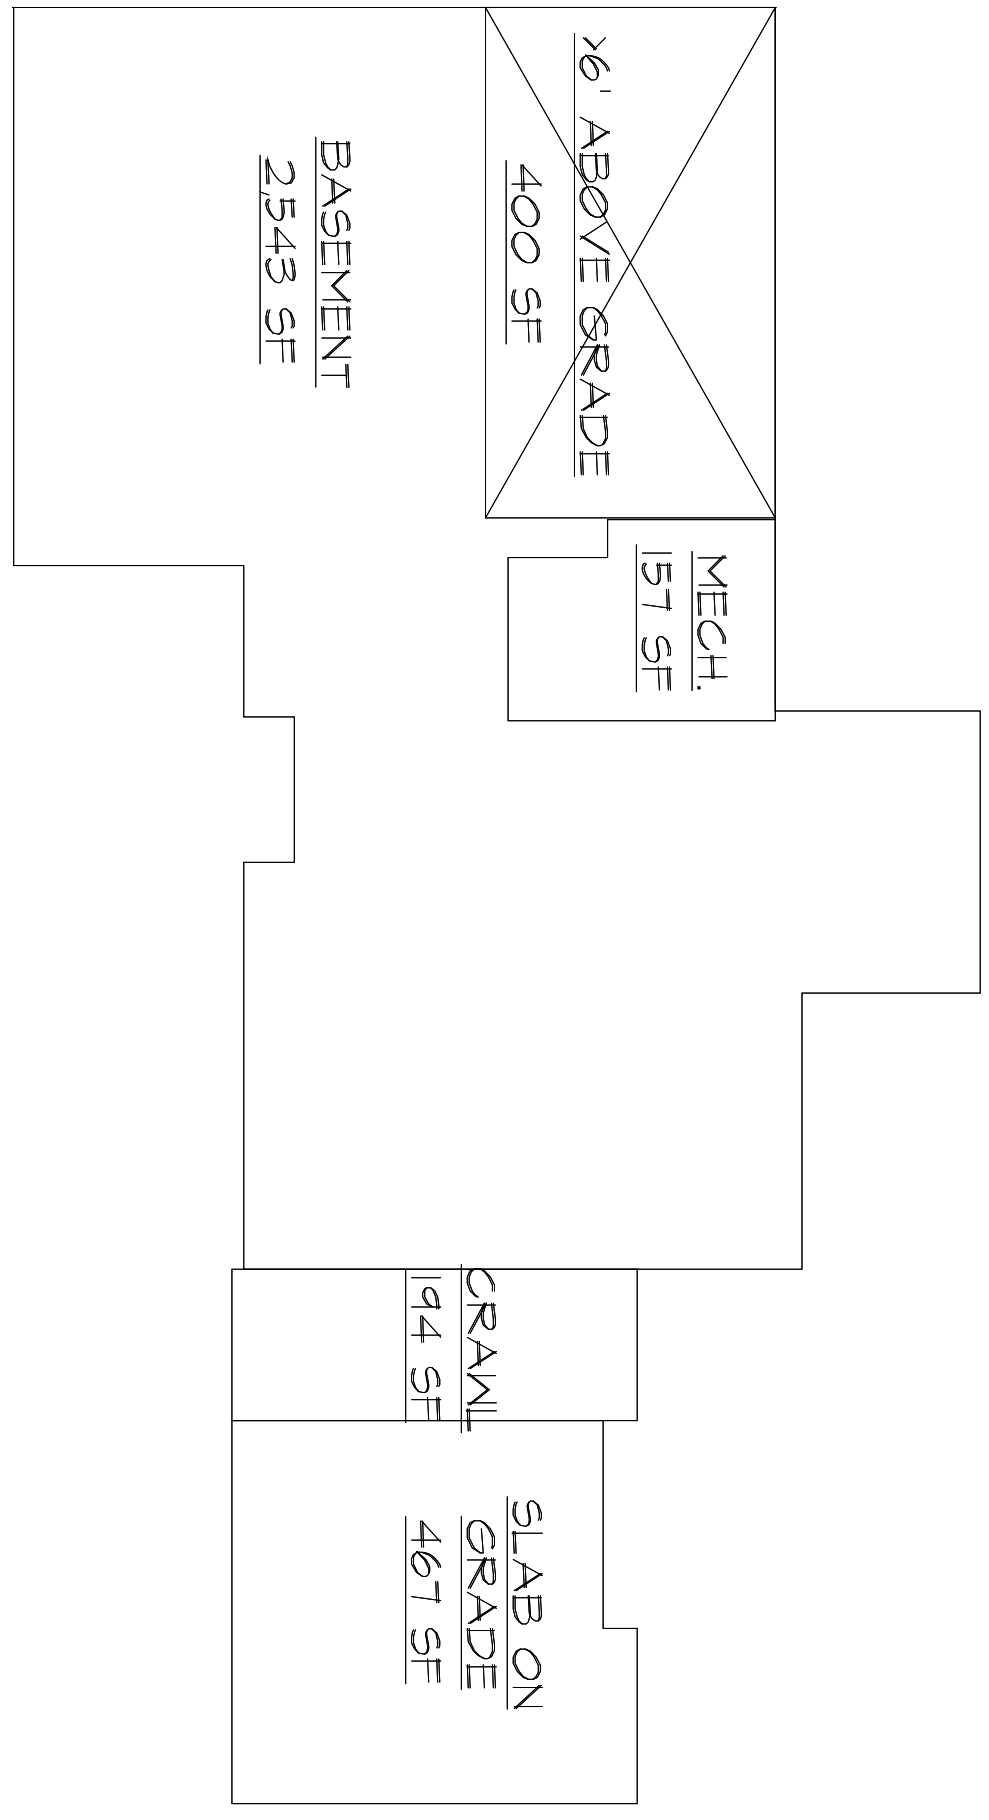 BASEMENT
2,543 SF
>6' ABOVE GRADE
400 SF
MECH.
157 SF
CRAWL
194 SF
SLAB ON
GRADE
467 SF